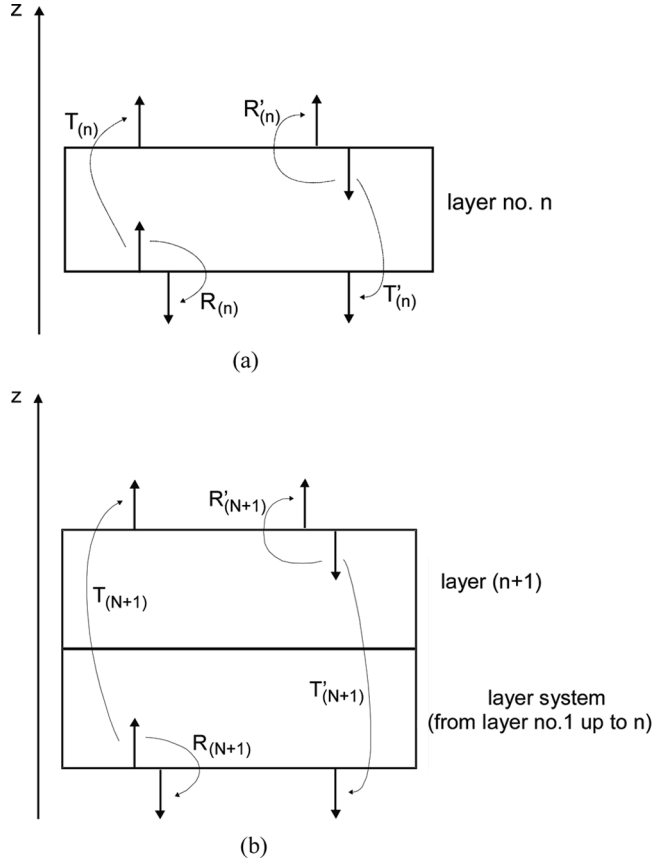 z
T(n)
R'(n)
layer no. n
R(n)
T'(n)
(a)
z
R'(N+1)
T(N+1)
layer (n+1)
T'(N+1)
layer system
(from layer no.1 up to n)
R(N+1)
(b)